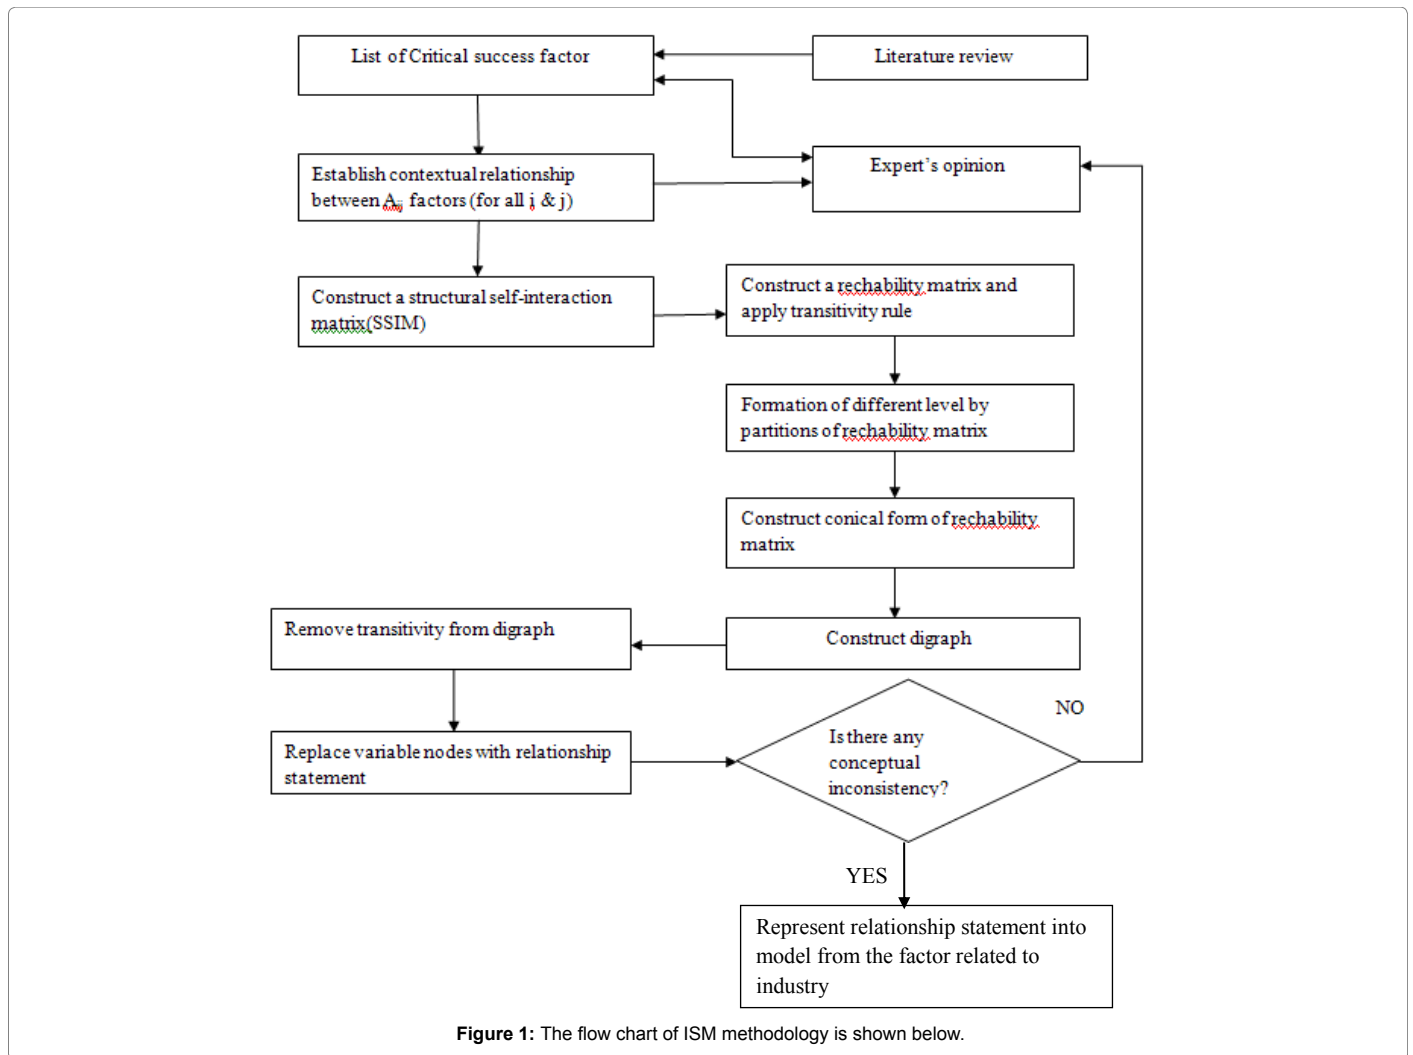 List of Critical success factor
Literature review
Expert's opinion
Establish contextual relationship
between Aij factors (for all i & j)
Construct a structural self-interaction
matrix(SSIM)
Construct a rechability matrix and
apply transitivity rule
Formation of different level by
partitions of rechability matrix
Construct conical form of rechability
matrix
Construct digraph
Remove transitivity from digraph
Replace variable nodes with relationship
statement
Is there any
conceptual
inconsistency?
NO
YES
Represent relationship statement into
model from the factor related to
industry
Figure 1: The flow chart of ISM methodology is shown below.